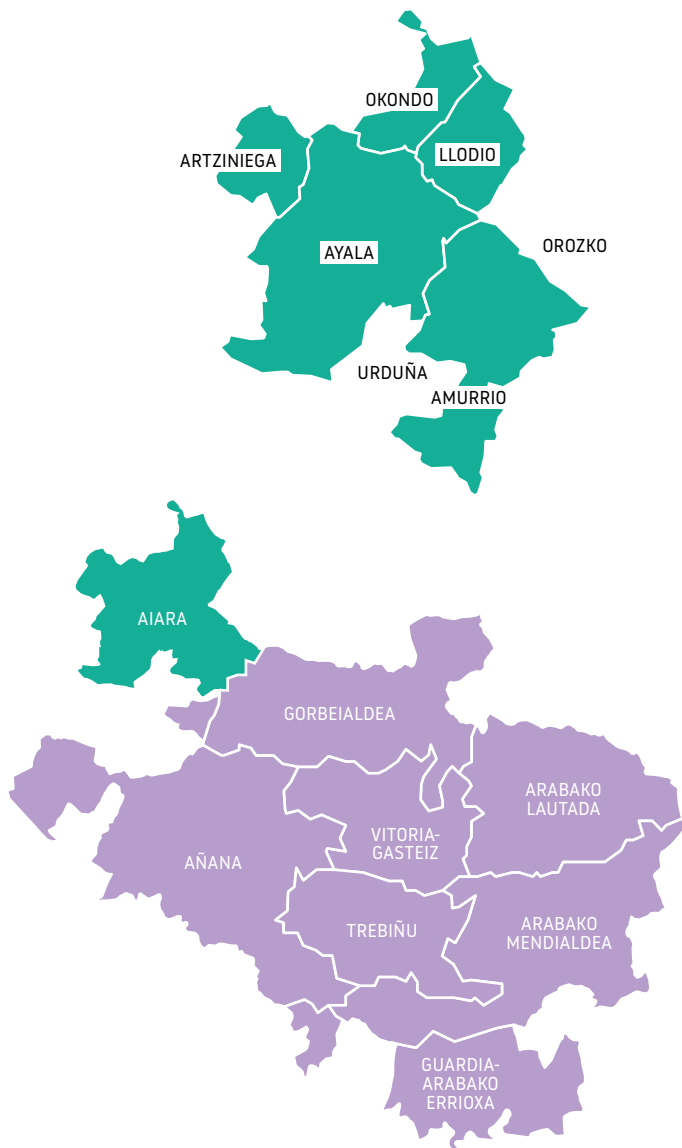 OKONDO
LLODIO
ARTZINIEGA
AYALA
OROZKO
URDUÑA
AMURRIO
AIARA
GORBEIALDEA
ARABAKO
LAUTADA
VITORIA-
GASTEIZ
AÑANA
TREBIÑU
ARABAKO
MENDIALDEA
GUARDIA-
ARABAKO
ERRIOXA